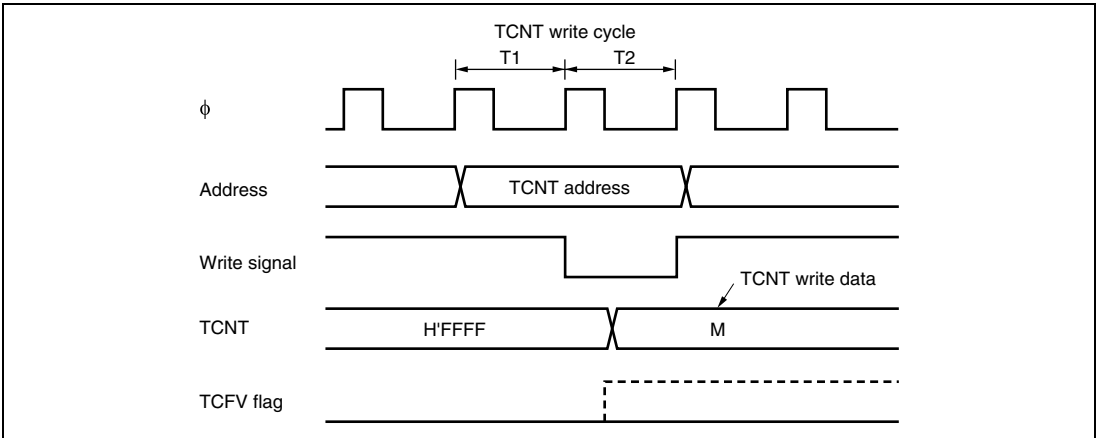 TCNT write cycle
T1 T2
φ
Address TCNT address
Write signal
TCNT write data
TCNT H'FFFF M
TCFV flag